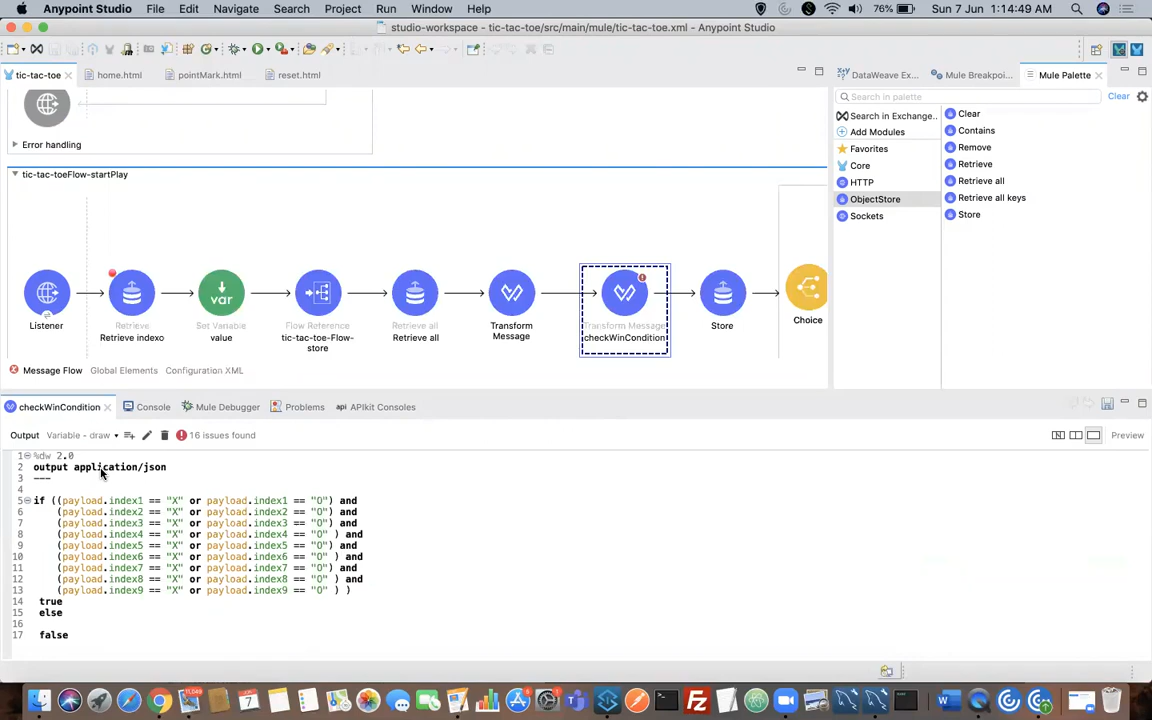 Anypoint Studio File Edit Navigate Search Project Run Window Help 76% Sun 7 Jun 1:14:49 AM
studio-workspace - tic-tac-toe/src/main/mule/tic-tac-toe.xml - Anypoint Studio
tic-tac-toe home.html pointMark.html reset.html
DataWeave Ex... Mule Breakpoi... Mule Palette
Search in palette Clear
Search in Exchange..
Add Modules
Favorites
Core
HTTP
ObjectStore
Sockets
Clear
Contains
Remove
Retrieve
Retrieve all
Retrieve all keys
Store
Error handling
tic-tac-toeFlow-startPlay
var
Listener
Retrieve
Retrieve indexo
Set Variable
value
Flow Reference
tic-tac-toe-Flow-
store
Retrieve all
Retrieve all
Transform
Message
Transform Message
checkWinCondition
Store
Choice
Message Flow Global Elements Configuration XML
checkWinCondition Console Mule Debugger Problems api APIkit Consoles
Output Variable - draw 16 issues found Preview
1 %dw 2.0
2 output application/json
3 ---
4
5 if ((payload.index1 == "X" or payload.index1 == "O") and
6 (payload.index2 == "X" or payload.index2 == "O") and
7 (payload.index3 == "X" or payload.index3 == "O") and
8 (payload.index4 == "X" or payload.index4 == "O" ) and
9 (payload.index5 == "X" or payload.index5 == "O") and
10 (payload.index6 == "X" or payload.index6 == "O" ) and
11 (payload.index7 == "X" or payload.index7 == "O") and
12 (payload.index8 == "X" or payload.index8 == "O" ) and
13 (payload.index9 == "X" or payload.index9 == "O" ) )
14 true
15 else
16
17 false